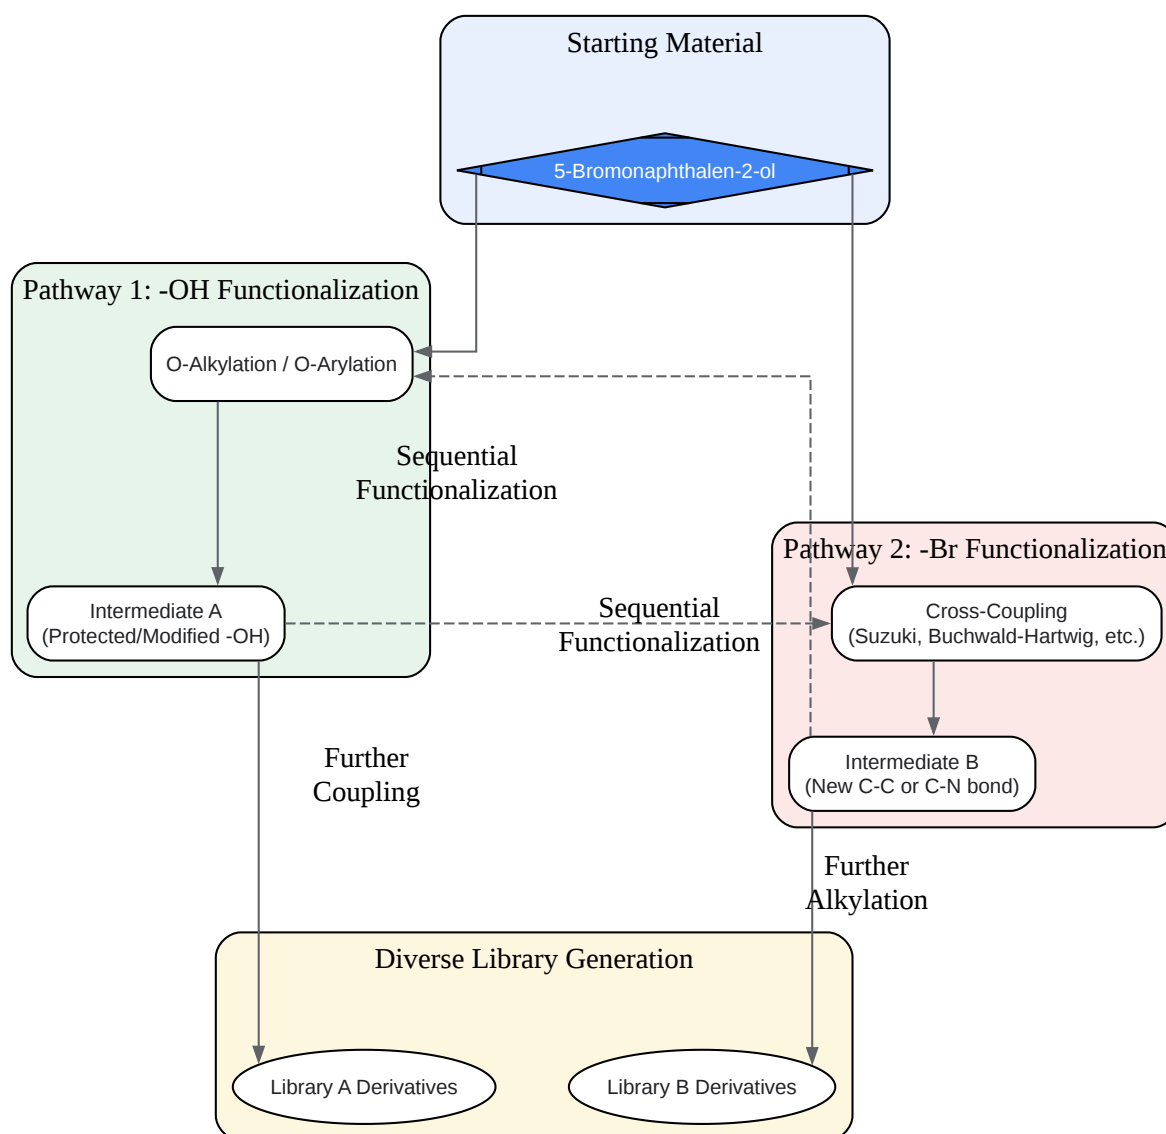 Starting Material
5-Bromonaphthalen-2-ol
Pathway 1: -OH Functionalization
O-Alkylation / O-Arylation
Sequential
Functionalization
Pathway 2: -Br Functionalization
Intermediate A
(Protected/Modified -OH)
Sequential
Functionalization
Cross-Coupling
(Suzuki, Buchwald-Hartwig, etc.)
Further
Coupling
Intermediate B
(New C-C or C-N bond)
Further
Alkylation
Diverse Library Generation
Library A Derivatives
Library B Derivatives